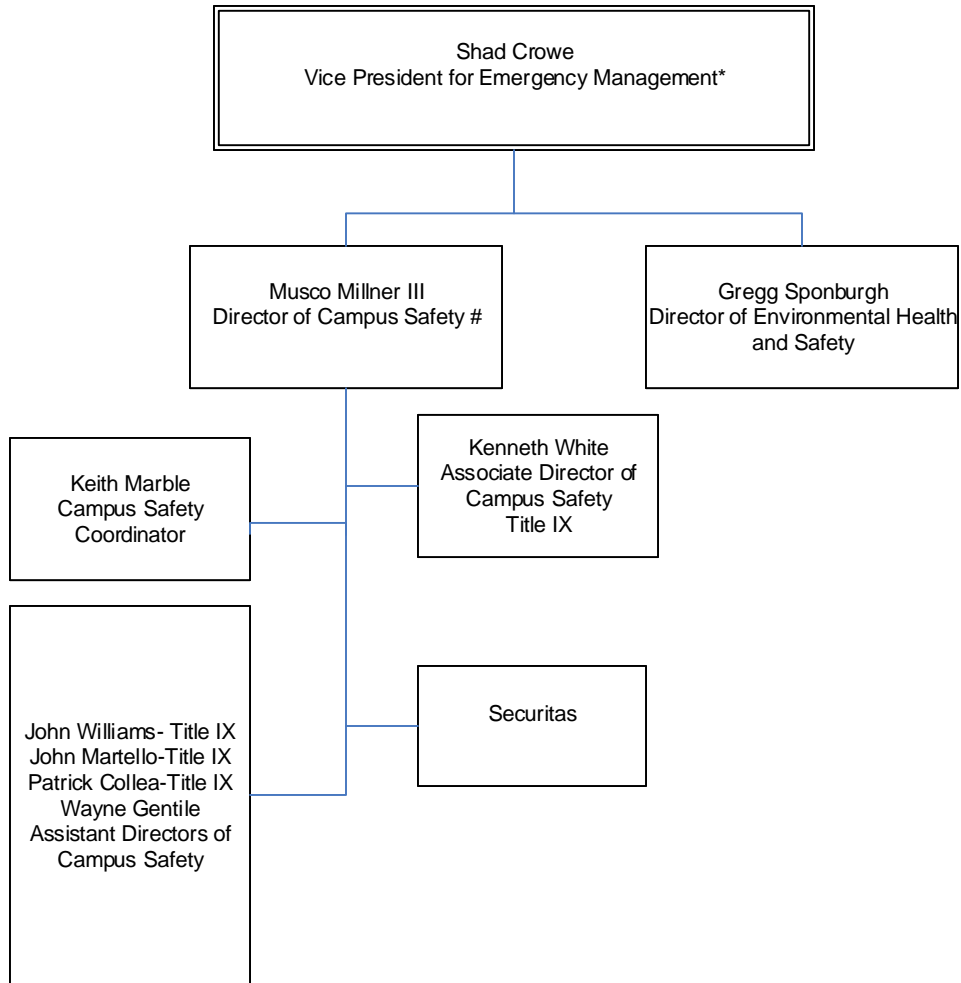 Shad Crowe
Vice President for Emergency Management*
Musco Millner III
Director of Campus Safety #
Gregg Sponburgh
Director of Environmental Health
and Safety
Keith Marble
Campus Safety
Coordinator
Kenneth White
Associate Director of
Campus Safety
Title IX
John Williams- Title IX
John Martello-Title IX
Patrick Collea-Title IX
Wayne Gentile
Assistant Directors of
Campus Safety
Securitas